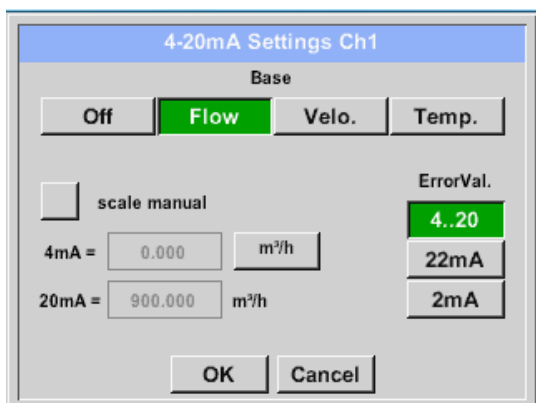 4-20mA Settings Ch1
Base
Off Flow Velo. Temp.
ErrorVal.
scale manual
4..20
4mA = 0.000 m³/h
22mA
20mA = 900.000 m³/h
2mA
OK Cancel